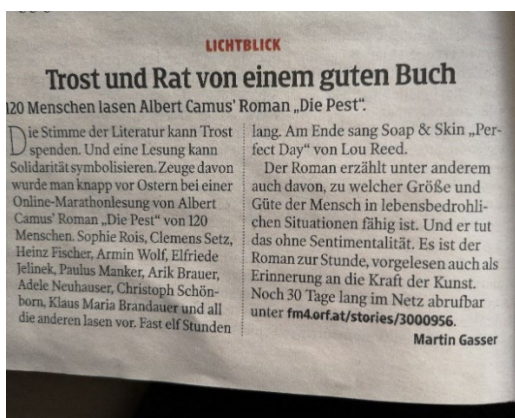 LICHTBLICK
Trost und Rat von einem guten Buch
120 Menschen lasen Albert Camus' Roman „Die Pest“.
Die Stimme der Literatur kann Trost
spenden. Und eine Lesung kann
Solidarität symbolisieren. Zeuge davon
wurde man knapp vor Ostern bei einer
Online-Marathonlesung von Albert
Camus' Roman „Die Pest“ von 120
Menschen. Sophie Rois, Clemens Setz,
Heinz Fischer, Armin Wolf, Elfriede
Jelinek, Paulus Manker, Arik Brauer,
Adele Neuhauser, Christoph Schön-
born, Klaus Maria Brandauer und all
die anderen lasen vor. Fast elf Stunden
lang. Am Ende sang Soap & Skin „Per-
fect Day“ von Lou Reed.
Der Roman erzählt unter anderem
auch davon, zu welcher Größe und
Güte der Mensch in lebensbedrohli-
chen Situationen fähig ist. Und er tut
das ohne Sentimentalität. Es ist der
Roman zur Stunde, vorgelesen auch als
Erinnerung an die Kraft der Kunst.
Noch 30 Tage lang im Netz abrufbar
unter fm4.orf.at/stories/3000956.
Martin Gasser